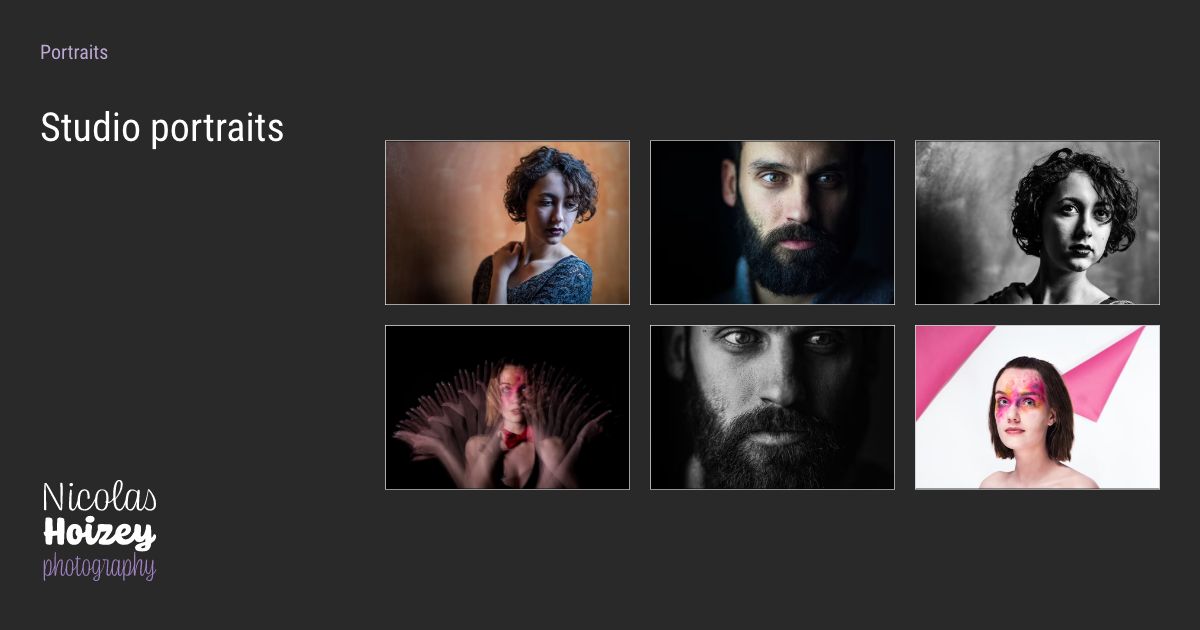 Portraits
Studio portraits
Nicolas
Hoizey
photography